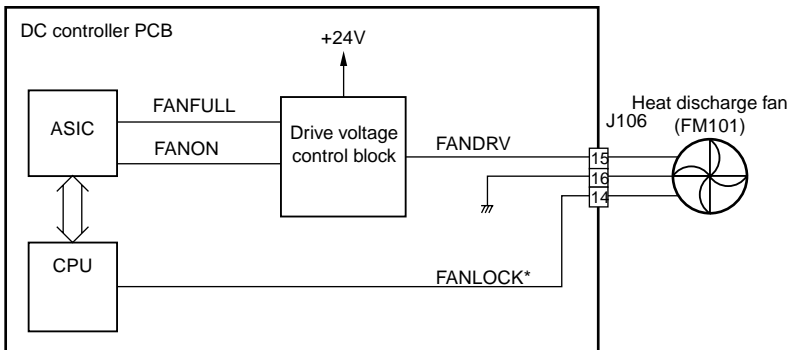 DC controller PCB
+24V
ASIC
FANFULL
FANON
Drive voltage
control block
FANDRV
J106
Heat discharge fan
(FM101)
15
16
14
CPU
FANLOCK*